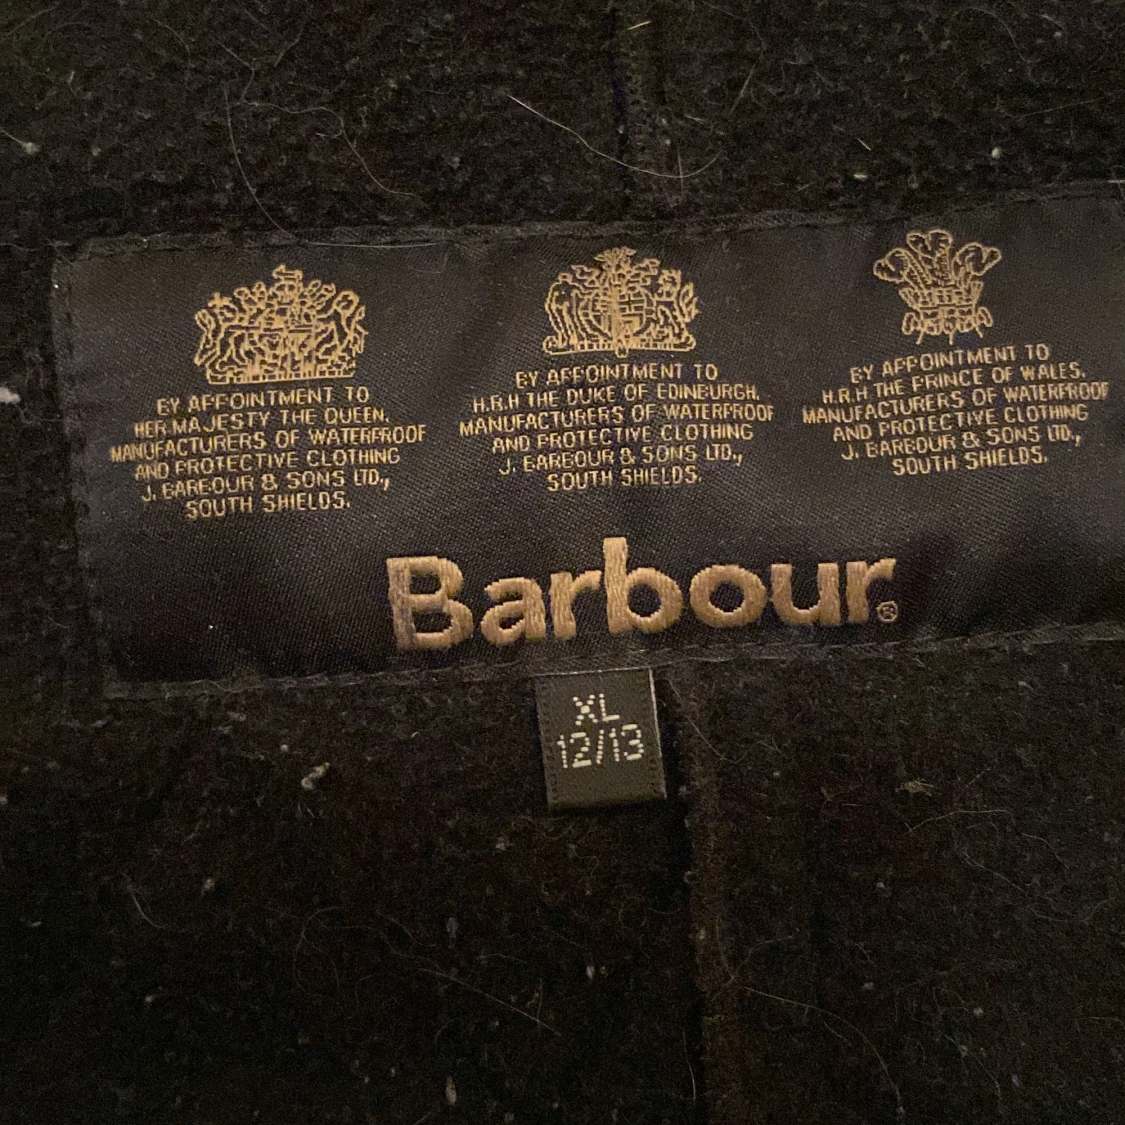 BY APPOINTMENT TO
HER MAJESTY THE QUEEN.
MANUFACTURERS OF WATERPROOF
AND PROTECTIVE CLOTHING
J. BARBOUR & SONS LTD.,
SOUTH SHIELDS.
BY APPOINTMENT TO
H.R.H THE DUKE OF EDINBURGH.
MANUFACTURERS OF WATERPROOF
AND PROTECTIVE CLOTHING
J. BARBOUR & SONS LTD.,
SOUTH SHIELDS.
BY APPOINTMENT TO
H.R.H THE PRINCE OF WALES.
MANUFACTURERS OF WATERPROOF
AND PROTECTIVE CLOTHING
J. BARBOUR & SONS LTD.,
SOUTH SHIELDS.
Barbour®
XL
12/13